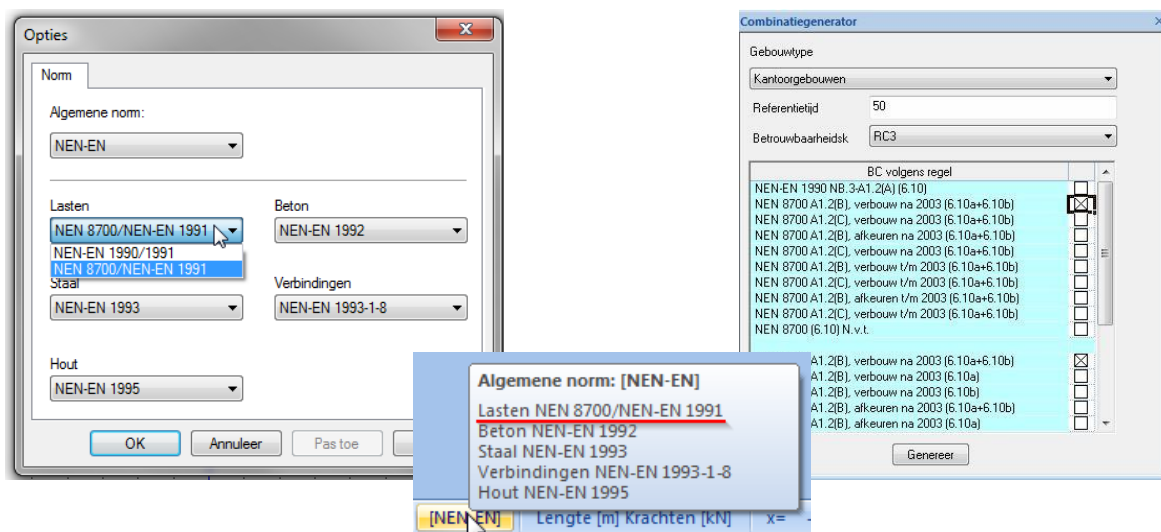 Opties
Norm
Algemene norm:
NEN-EN
Lasten
NEN 8700/NEN-EN 1991
NEN-EN 1990/1991
NEN 8700/NEN-EN 1991
Beton
NEN-EN 1992
Staal
NEN-EN 1993
Verbindingen
NEN-EN 1993-1-8
Hout
NEN-EN 1995
OK
Annuleer
Pas toe
Algemene norm: [NEN-EN]
Lasten NEN 8700/NEN-EN 1991
Beton NEN-EN 1992
Staal NEN-EN 1993
Verbindingen NEN-EN 1993-1-8
Hout NEN-EN 1995
[NEN-EN]
Lengte [m] Krachten [kN]
x= -
Combinatiegenerator
Gebouwtype
Kantoorgebouwen
Referentietijd
50
Betrouwbaarheidsk
RC3
BC volgens regel
NEN-EN 1990 NB.3-A1.2(A) (6.10)
NEN 8700 A1.2(B), verbouw na 2003 (6.10a+6.10b)
NEN 8700 A1.2(C), verbouw na 2003 (6.10a+6.10b)
NEN 8700 A1.2(B), afkeuren na 2003 (6.10a+6.10b)
NEN 8700 A1.2(C), afkeuren na 2003 (6.10a+6.10b)
NEN 8700 A1.2(B), verbouw t/m 2003 (6.10a+6.10b)
NEN 8700 A1.2(C), verbouw t/m 2003 (6.10a+6.10b)
NEN 8700 A1.2(B), afkeuren t/m 2003 (6.10a+6.10b)
NEN 8700 A1.2(C), verbouw t/m 2003 (6.10a+6.10b)
NEN 8700 (6.10) N.v.t.
A1.2(B), verbouw na 2003 (6.10a+6.10b)
A1.2(B), verbouw na 2003 (6.10a)
A1.2(B), verbouw na 2003 (6.10b)
A1.2(B), afkeuren na 2003 (6.10a+6.10b)
A1.2(B), afkeuren na 2003 (6.10a)
Genereer